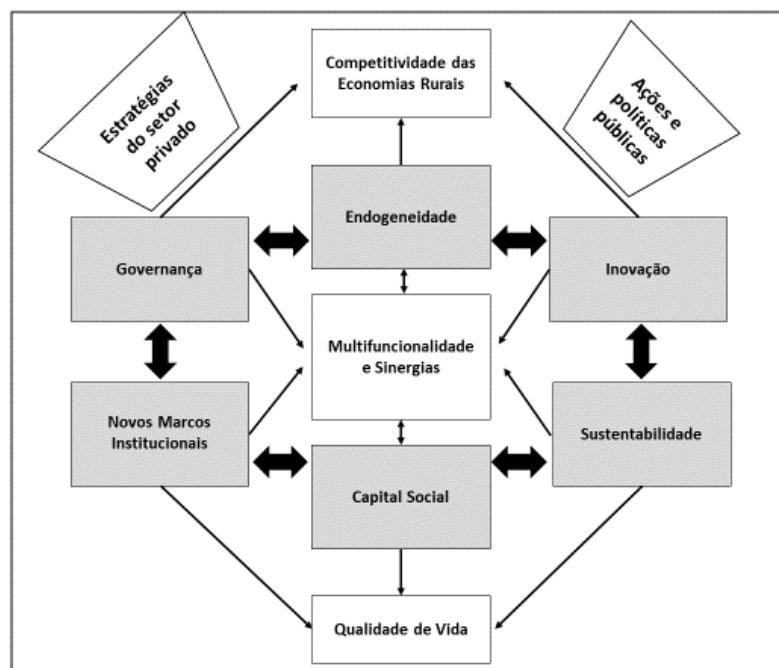 Competitividade das
Economias Rurais
Estratégias
do setor
privado
Ações e
políticas
públicas
Endogeneidade
Governança
Inovação
Multifuncionalidade
e Sinergias
Novos Marcos
Institucionais
Sustentabilidade
Capital Social
Qualidade de Vida